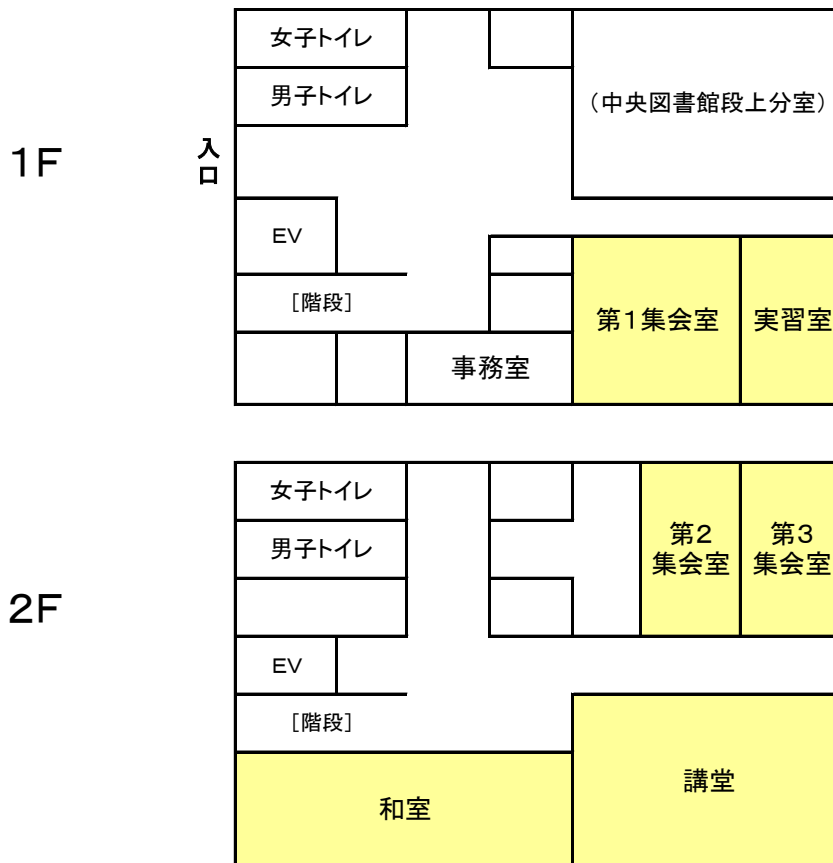 女子トイレ
男子トイレ
(中央図書館段上分室)
1F
入口
EV
[階段]
第1集会室
実習室
事務室
女子トイレ
男子トイレ
第2
集会室
第3
集会室
2F
EV
[階段]
講堂
和室